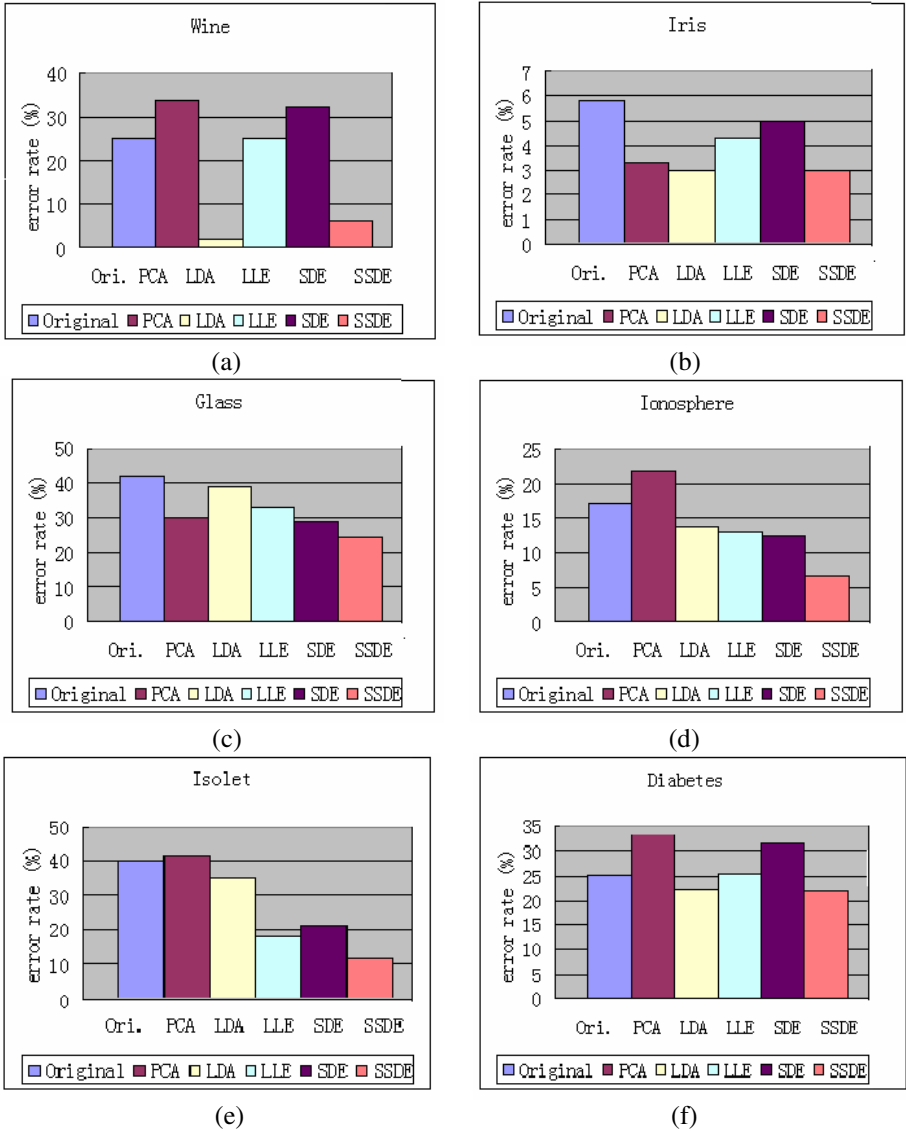 Wine
error rate (%)
40
30
20
10
0
Ori. PCA LDA LLE SDE SSDE
Original PCA LDA LLE SDE SSDE
(a)
Iris
error rate (%)
7
6
5
4
3
2
1
0
Ori. PCA LDA LLE SDE SSDE
Original PCA LDA LLE SDE SSDE
(b)
Glass
error rate (%)
50
40
30
20
10
0
Ori. PCA LDA LLE SDE SSDE
Original PCA LDA LLE SDE SSDE
(c)
Ionosphere
error rate (%)
25
20
15
10
5
0
Ori. PCA LDA LLE SDE SSDE
Original PCA LDA LLE SDE SSDE
(d)
Isolet
error rate (%)
50
40
30
20
10
0
Ori. PCA LDA LLE SDE SSDE
Original PCA LDA LLE SDE SSDE
(e)
Diabetes
error rate (%)
35
30
25
20
15
10
5
0
Ori. PCA LDA LLE SDE SSDE
Original PCA LDA LLE SDE SSDE
(f)